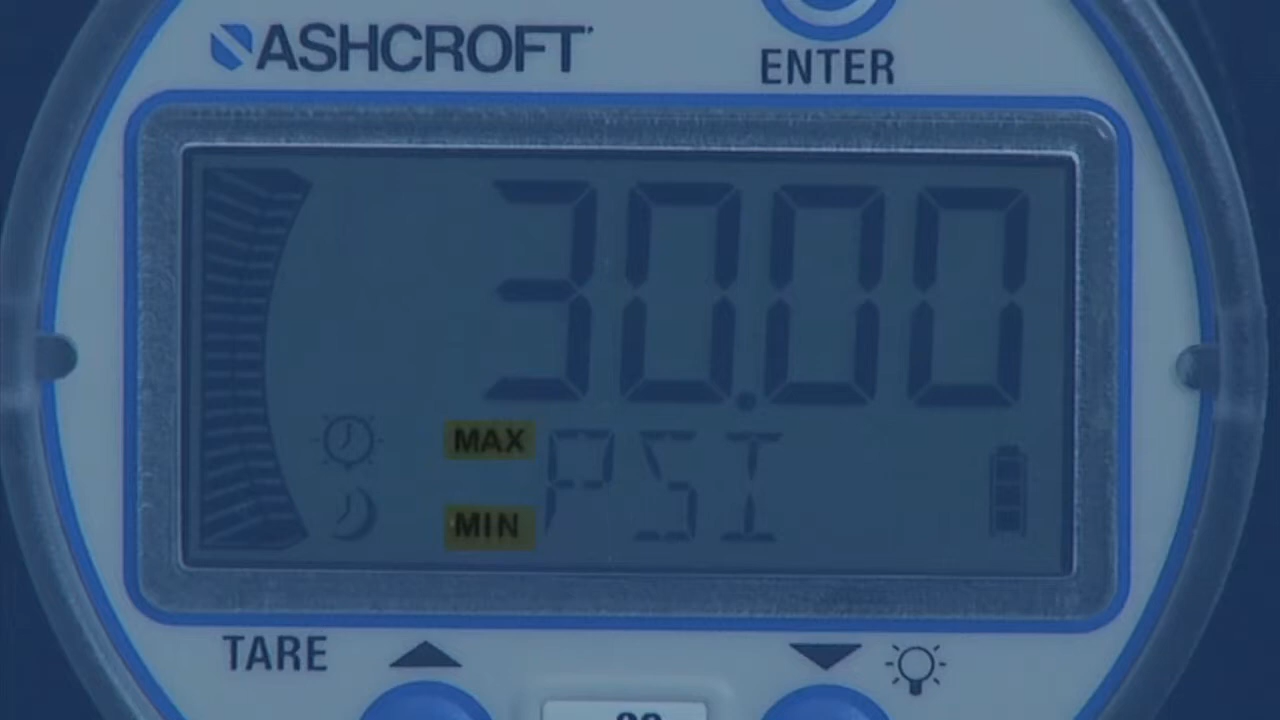 ASHCROFT
ENTER
30.00
MAX PSI
MIN
TARE